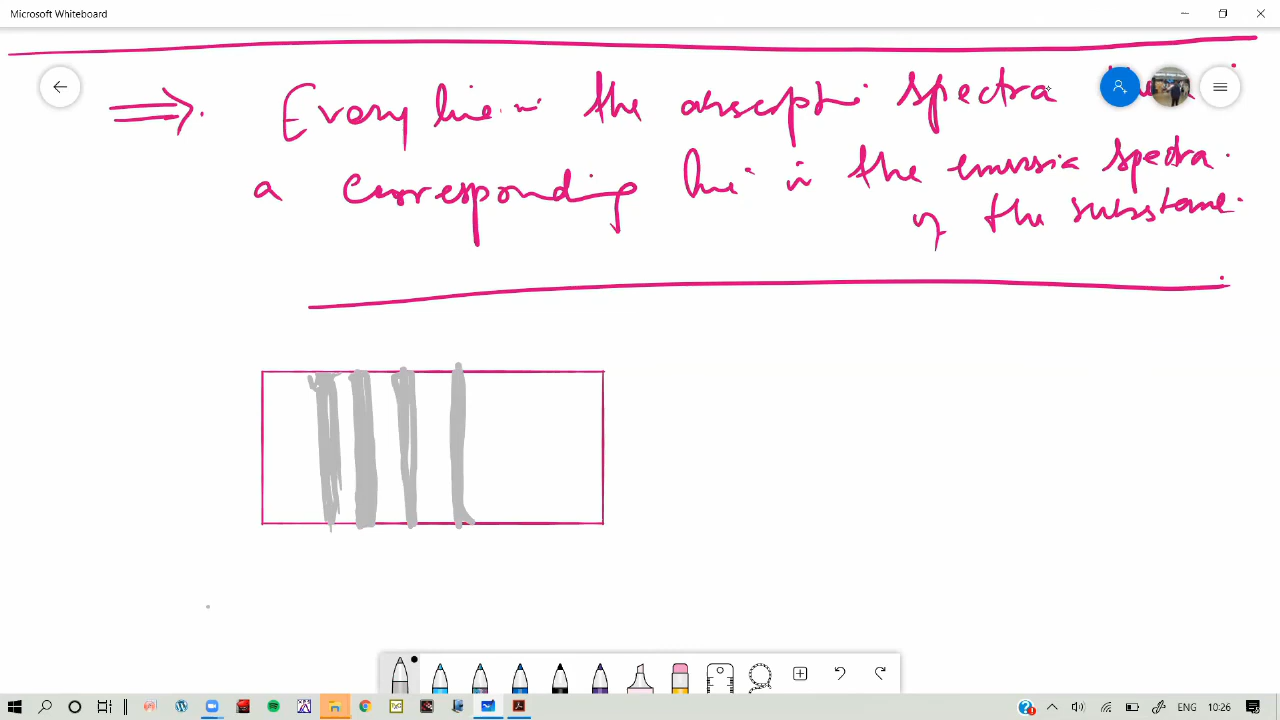 Microsoft Whiteboard
⇒. Every line in the absorption spectra
a corresponding line in the emission spectra.
of the substance.
ENG 10:26